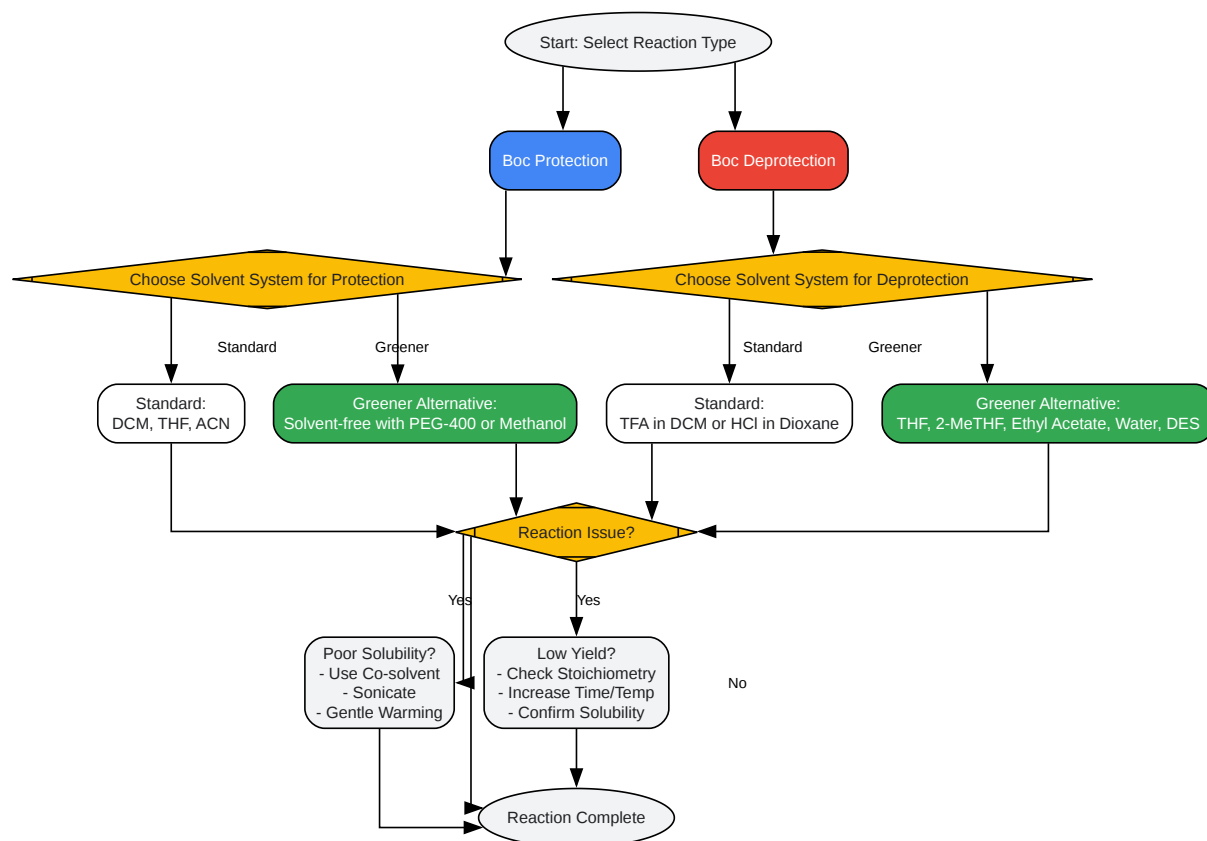 Start: Select Reaction Type
Boc Protection
Boc Deprotection
Choose Solvent System for Protection
Choose Solvent System for Deprotection
Standard
Greener
Standard
Greener
Standard:
DCM, THF, ACN
Greener Alternative:
Solvent-free with PEG-400 or Methanol
Standard:
TFA in DCM or HCl in Dioxane
Greener Alternative:
THF, 2-MeTHF, Ethyl Acetate, Water, DES
Reaction Issue?
Yes
Yes
Poor Solubility?
- Use Co-solvent
- Sonicate
- Gentle Warming
Low Yield?
- Check Stoichiometry
- Increase Time/Temp
- Confirm Solubility
No
Reaction Complete